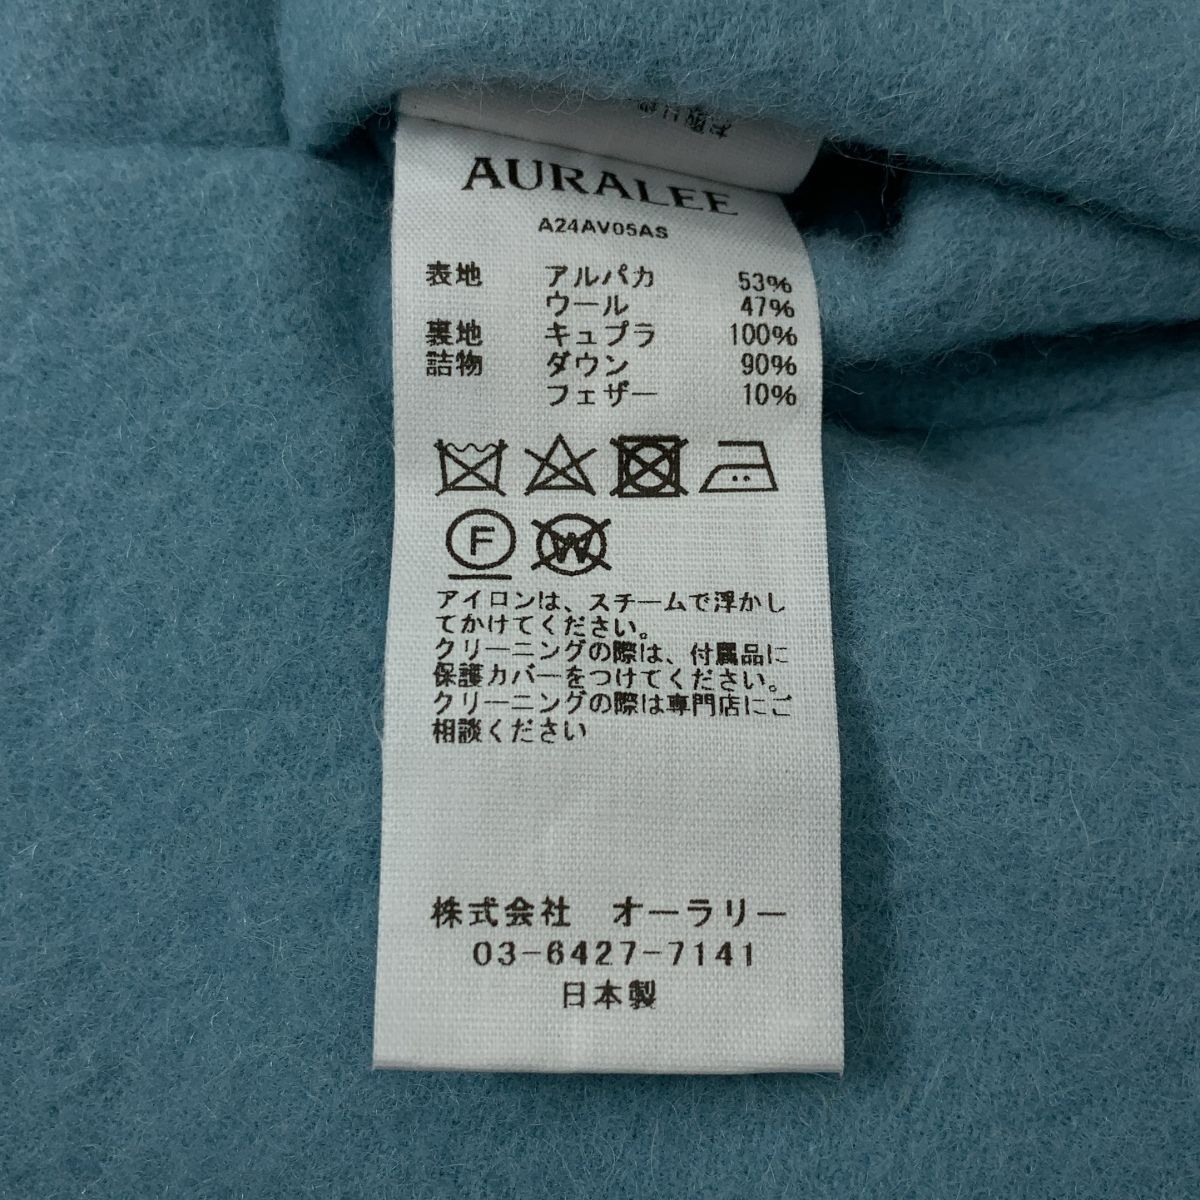 AURALEE
A24AV05AS
表地 アルパカ 53%
ウール 47%
裏地 キュプラ 100%
詰物 ダウン 90%
フェザー 10%
F W
アイロンは、スチームで浮かし
てかけてください。
クリーニングの際は、付属品に
保護カバーをつけてください。
クリーニングの際は専門店にご
相談ください
株式会社 オーラリー
03-6427-7141
日本製